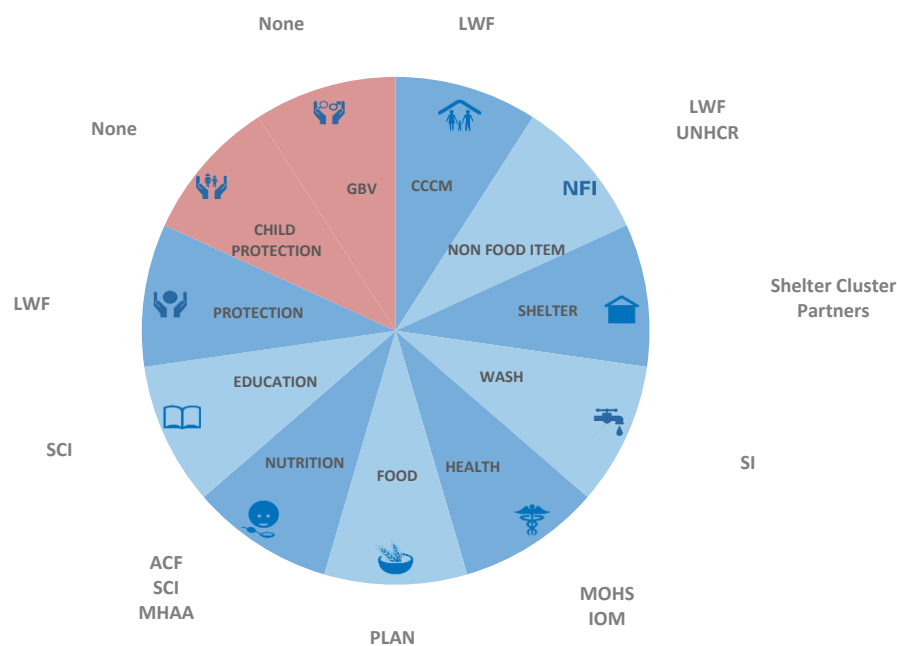 None
LWF
None
LWF
UNHCR
GBV
CCCM
NFI
CHILD
PROTECTION
NON FOOD ITEM
LWF
PROTECTION
SHELTER
Shelter Cluster
Partners
EDUCATION
WASH
SCI
NUTRITION
FOOD
HEALTH
SI
ACF
SCI
MHAA
PLAN
MOHS
IOM